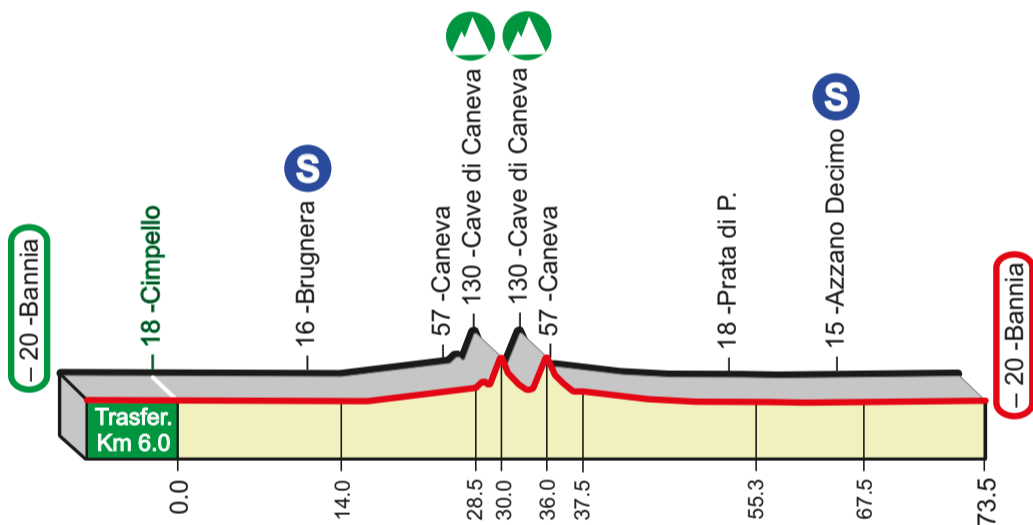 – 20 -Bannia
– 18 -Cimpello
16 -Brugnera
S
57 -Caneva
130 -Cave di Caneva
130 -Cave di Caneva
57 -Caneva
18 -Prata di P.
15 -Azzano Decimo
S
– 20 -Bannia
Trasfer.
Km 6.0
0.0
14.0
28.5
30.0
36.0
37.5
55.3
67.5
73.5